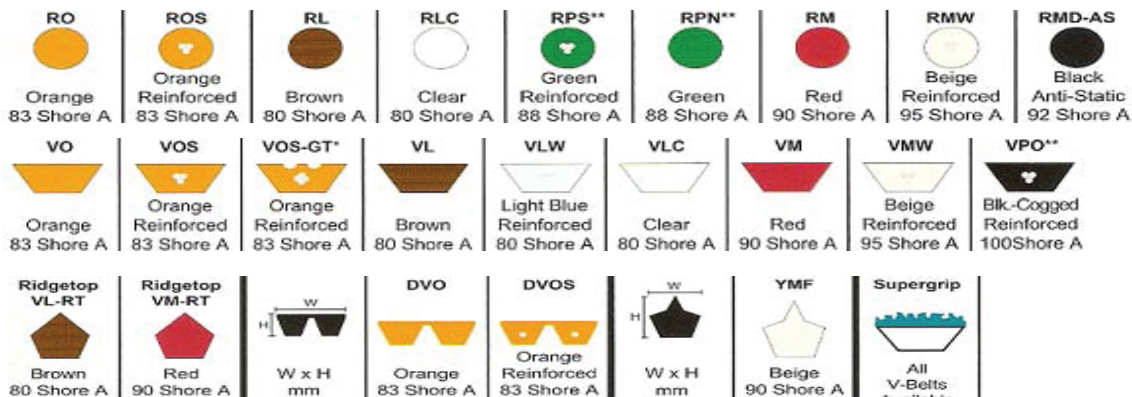 RO ROS RL RLC RPS** RPN** RM RMW RMD-AS
Orange Green Beige Black
Orange Reinforced Brown Clear Reinforced Green Red Reinforced Anti-Static
83 Shore A 83 Shore A 80 Shore A 80 Shore A 88 Shore A 88 Shore A 90 Shore A 95 Shore A 92 Shore A
VO VOS VOS-GT* VL VLW VLC VM VMW VPO**
Orange Orange Light Blue Beige Blk.-Cogged
Orange Reinforced Reinforced Brown Reinforced Clear Red Reinforced Reinforced
83 Shore A 83 Shore A 83 Shore A 80 Shore A 80 Shore A 80 Shore A 90 Shore A 95 Shore A 100Shore A
Ridgetop Ridgetop DVO DVOS YMF Supergrip
VL-RT VM-RT
W W
H H
Orange All
Brown Red W x H Orange Reinforced W x H Beige V-Belts
80 Shore A 90 Shore A mm 83 Shore A 83 Shore A mm 90 Shore A